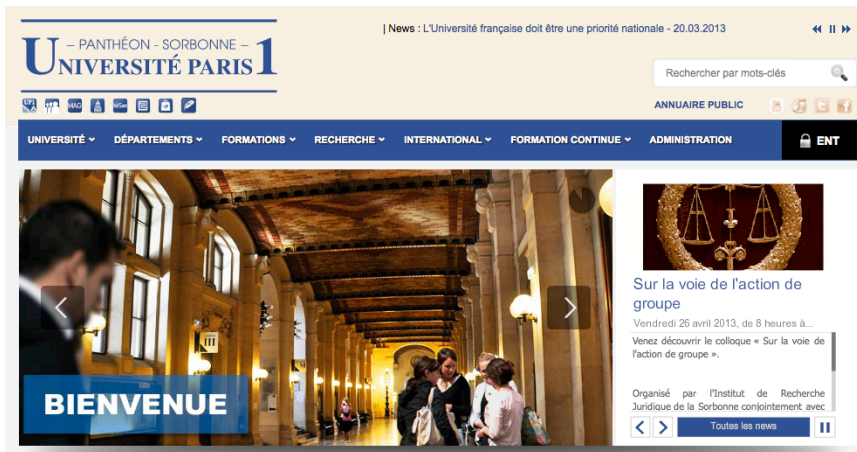 | News : L'Université française doit être une priorité nationale - 20.03.2013
– PANTHÉON - SORBONNE –
UNIVERSITÉ PARIS 1
Rechercher par mots-clés
MAG
ANNUAIRE PUBLIC
UNIVERSITÉ DÉPARTEMENTS FORMATIONS RECHERCHE INTERNATIONAL FORMATION CONTINUE ADMINISTRATION ENT
III
BIENVENUE
Sur la voie de l'action de
groupe
Vendredi 26 avril 2013, de 8 heures à...
Venez découvrir le colloque « Sur la voie de
l'action de groupe ».
Organisé par l'Institut de Recherche
Juridique de la Sorbonne conjointement avec
Toutes les news